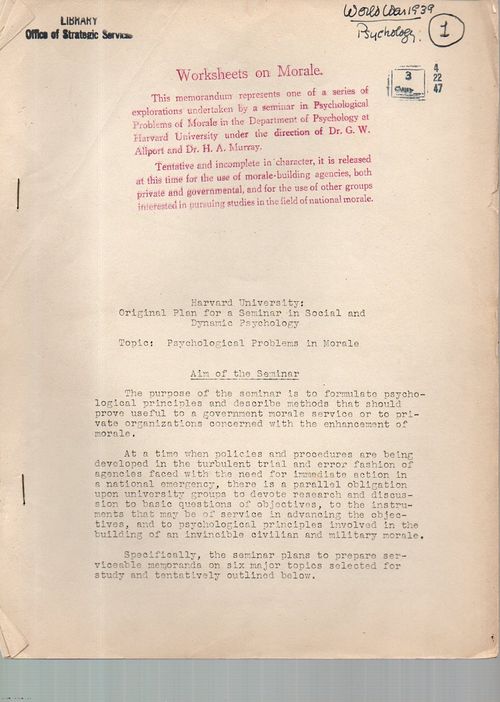 LIBRARY
Office of Strategic Services
World War 1939
Psychology.
1
3
4
22
47
Worksheets on Morale.
This memorandum represents one of a series of
explorations undertaken by a seminar in Psychological
Problems of Morale in the Department of Psychology at
Harvard University under the direction of Dr. G. W.
Allport and Dr. H. A. Murray.
Tentative and incomplete in character, it is released
at this time for the use of morale-building agencies, both
private and governmental, and for the use of other groups
interested in pursuing studies in the field of national morale.
Harvard University:
Original Plan for a Seminar in Social and
Dynamic Psychology
Topic: Psychological Problems in Morale
Aim of the Seminar
The purpose of the seminar is to formulate psycho-
logical principles and describe methods that should
prove useful to a government morale service or to pri-
vate organizations concerned with the enhancement of
morale.
At a time when policies and procedures are being
developed in the turbulent trial and error fashion of
agencies faced with the need for immediate action in
a national emergency, there is a parallel obligation
upon university groups to devote research and discus-
sion to basic questions of objectives, to the instru-
ments that may be of service in advancing the objec-
tives, and to psychological principles involved in the
building of an invincible civilian and military morale.
Specifically, the seminar plans to prepare ser-
viceable memoranda on six major topics selected for
study and tentatively outlined below.